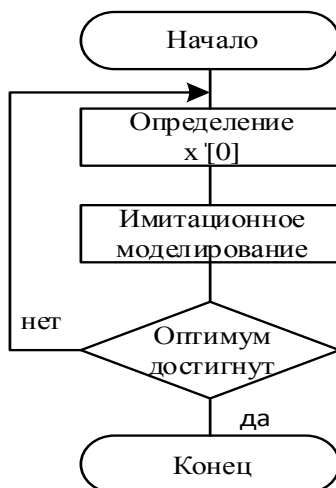 Начало
Определение
x '[0]
Имитационное
моделирование
нет
Оптимум
достигнут
да
Конец